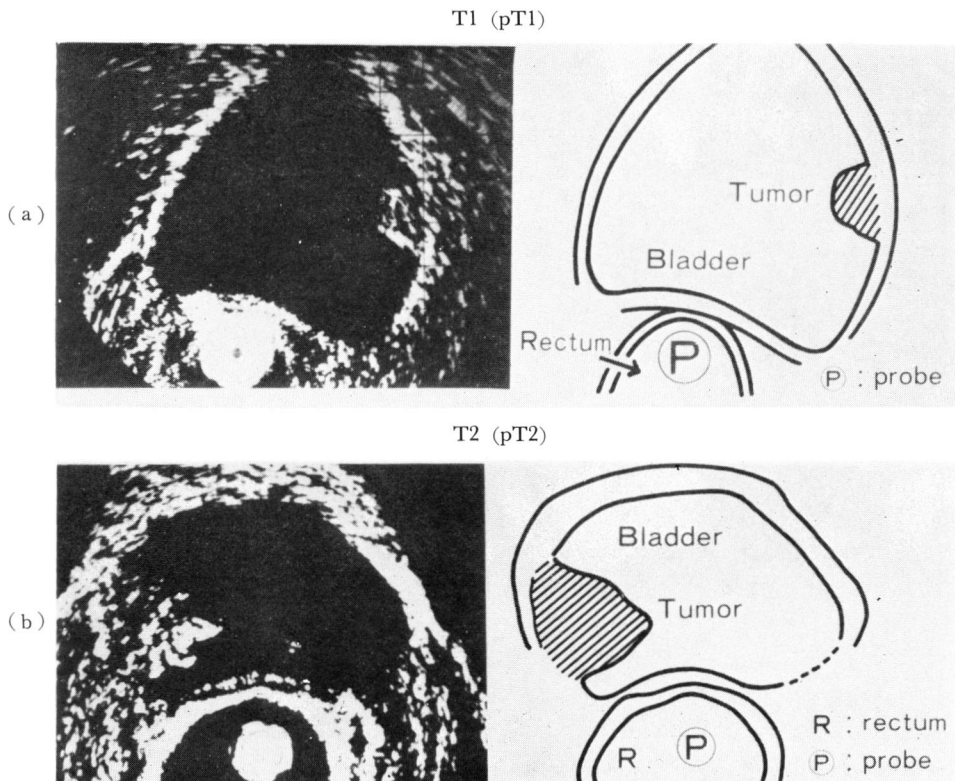 T1 (pT1)
(a)
Tumor
Bladder
Rectum
P
P : probe
T2 (pT2)
(b)
Bladder
Tumor
R : rectum
R
P
P : probe